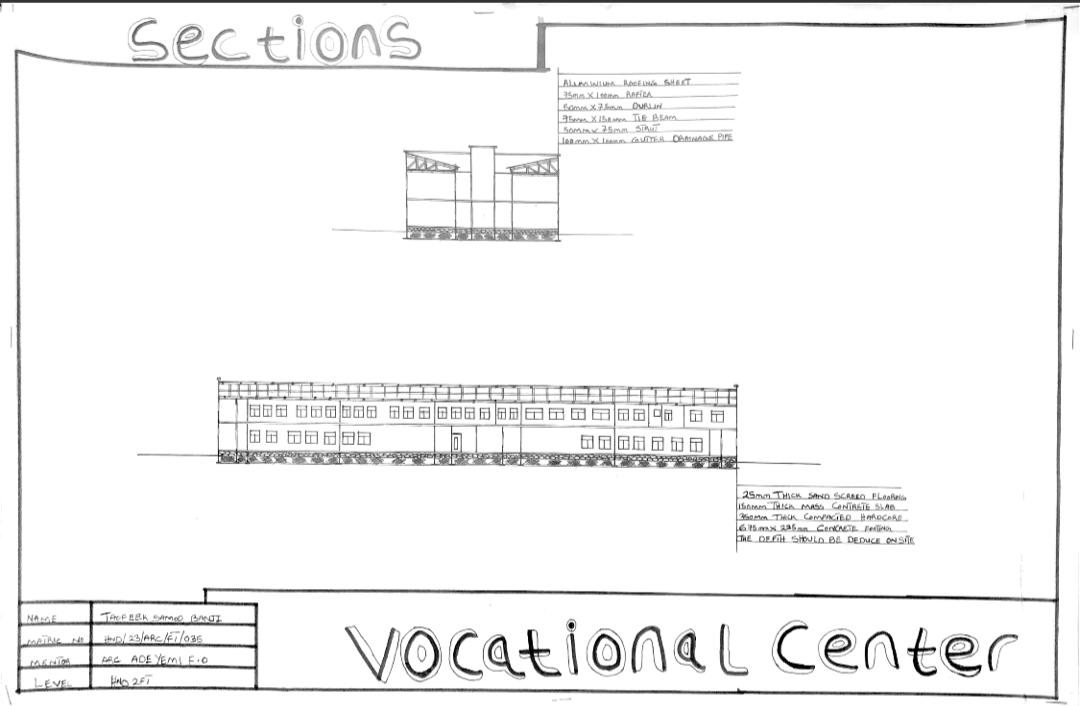 Sections
ALLUMINIUM ROOFING SHEET
75mm X 100mm RAFTER
50mm X 75mm PURLIN
75mm X 150mm TIE BEAM
50mm x 75mm STRUT
100mm X 100mm GUTTER DRAINAGE PIPE
25mm THICK SAND SCREED FLOORING
150mm THICK MASS CONTRETE SLAB
THICK COMPACTED HARDCORE
675mm X 225mm CONCRETE FOOTING
THE DEPTH SHOULD BE DEDUCE ON SITE
NAME TAOFEEK SAMOD BANJI
MATRIC NO HND/23/ARC/FT/035
MENTOR ARC ADEYEMI F.O
LEVEL HND 2FT
Vocational Center